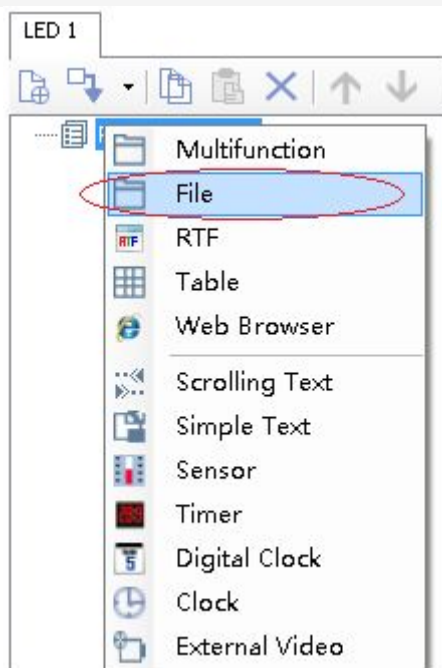 LED 1
Multifunction
File
RTF
Table
Web Browser
Scrolling Text
Simple Text
Sensor
Timer
Digital Clock
Clock
External Video